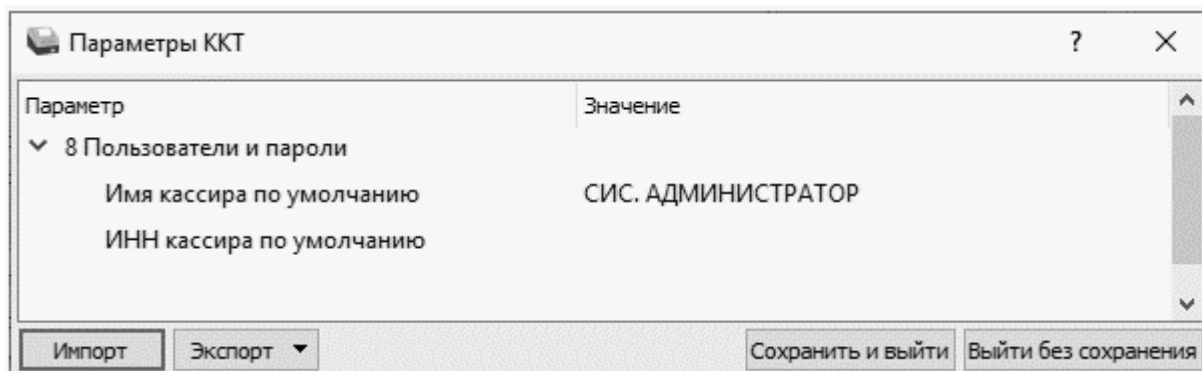 Параметры ККТ ?
Параметр Значение
8 Пользователи и пароли
Имя кассира по умолчанию СИС. АДМИНИСТРАТОР
ИНН кассира по умолчанию
Импорт Экспорт Сохранить и выйти Выйти без сохранения